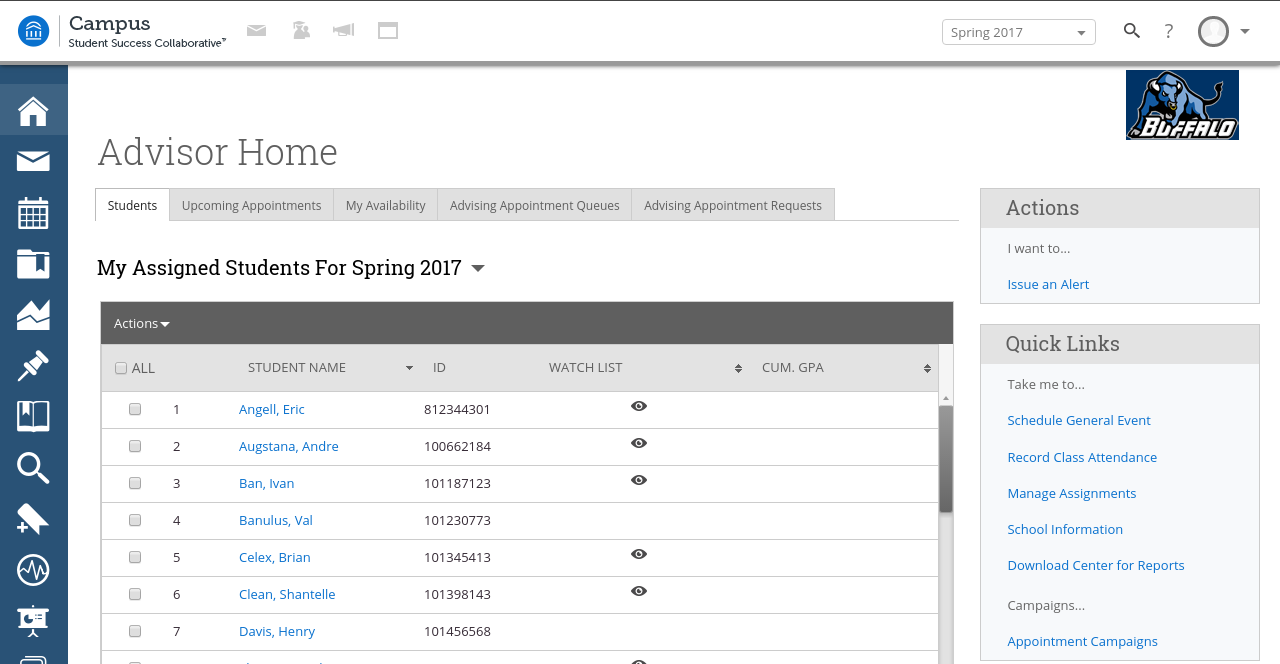 Campus
Student Success Collaborative™
Spring 2017
?
BUFFALO
Advisor Home
Students
Upcoming Appointments
My Availability
Advising Appointment Queues
Advising Appointment Requests
My Assigned Students For Spring 2017
Actions
ALL STUDENT NAME ID WATCH LIST CUM. GPA
1 Angell, Eric 812344301
2 Augstana, Andre 100662184
3 Ban, Ivan 101187123
4 Banulus, Val 101230773
5 Celex, Brian 101345413
6 Clean, Shantelle 101398143
7 Davis, Henry 101456568
Actions
I want to...
Issue an Alert
Quick Links
Take me to...
Schedule General Event
Record Class Attendance
Manage Assignments
School Information
Download Center for Reports
Campaigns...
Appointment Campaigns